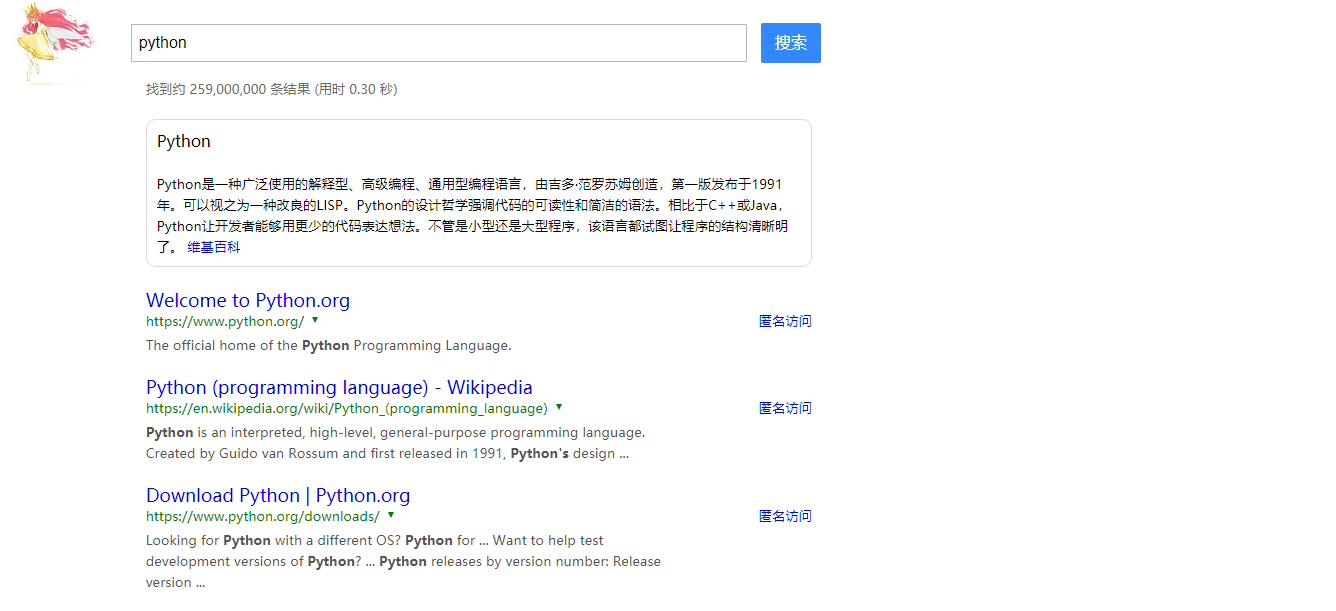 python
搜索
找到约 259,000,000 条结果 (用时 0.30 秒)
Python
Python是一种广泛使用的解释型、高级编程、通用型编程语言，由吉多·范罗苏姆创造，第一版发布于1991
年。可以视之为一种改良的LISP。Python的设计哲学强调代码的可读性和简洁的语法。相比于C++或Java，
Python让开发者能够用更少的代码表达想法。不管是小型还是大型程序，该语言都试图让程序的结构清晰明
了。 维基百科
Welcome to Python.org
https://www.python.org/ ▼ 匿名访问
The official home of the Python Programming Language.
Python (programming language) - Wikipedia
https://en.wikipedia.org/wiki/Python_(programming_language) ▼ 匿名访问
Python is an interpreted, high-level, general-purpose programming language.
Created by Guido van Rossum and first released in 1991, Python's design ...
Download Python | Python.org
https://www.python.org/downloads/ ▼ 匿名访问
Looking for Python with a different OS? Python for ... Want to help test
development versions of Python? ... Python releases by version number: Release
version ...